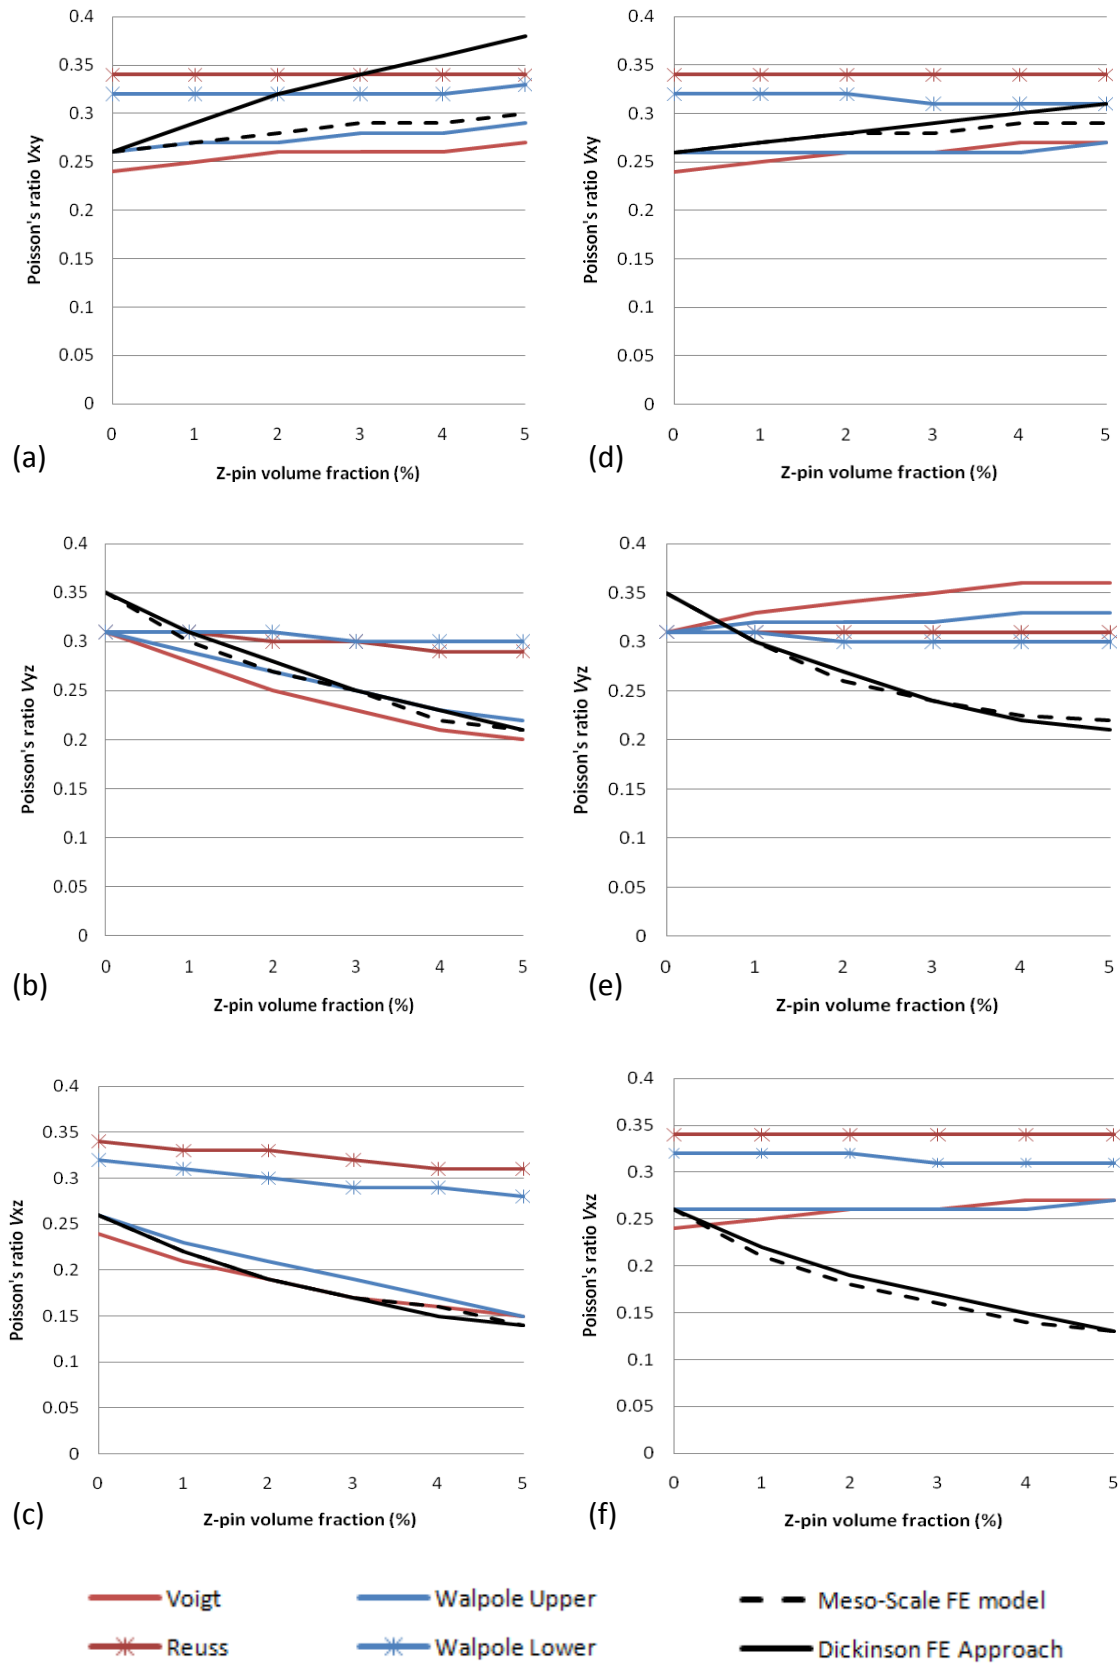 0.4
0.35
0.3
0.25
0.2
0.15
0.1
0.05
0
Poisson's ratio Vxy
0 1 2 3 4 5
Z-pin volume fraction (%)
(a)
0.4
0.35
0.3
0.25
0.2
0.15
0.1
0.05
0
Poisson's ratio Vxy
0 1 2 3 4 5
Z-pin volume fraction (%)
(d)
0.4
0.35
0.3
0.25
0.2
0.15
0.1
0.05
0
Poisson's ratio Vyz
0 1 2 3 4 5
Z-pin volume fraction (%)
(b)
0.4
0.35
0.3
0.25
0.2
0.15
0.1
0.05
0
Poisson's ratio Vyz
0 1 2 3 4 5
Z-pin volume fraction (%)
(e)
0.4
0.35
0.3
0.25
0.2
0.15
0.1
0.05
0
Poisson's ratio Vxz
0 1 2 3 4 5
Z-pin volume fraction (%)
(c)
0.4
0.35
0.3
0.25
0.2
0.15
0.1
0.05
0
Poisson's ratio Vxz
0 1 2 3 4 5
Z-pin volume fraction (%)
(f)
Voigt
Walpole Upper
Meso-Scale FE model
Reuss
Walpole Lower
Dickinson FE Approach